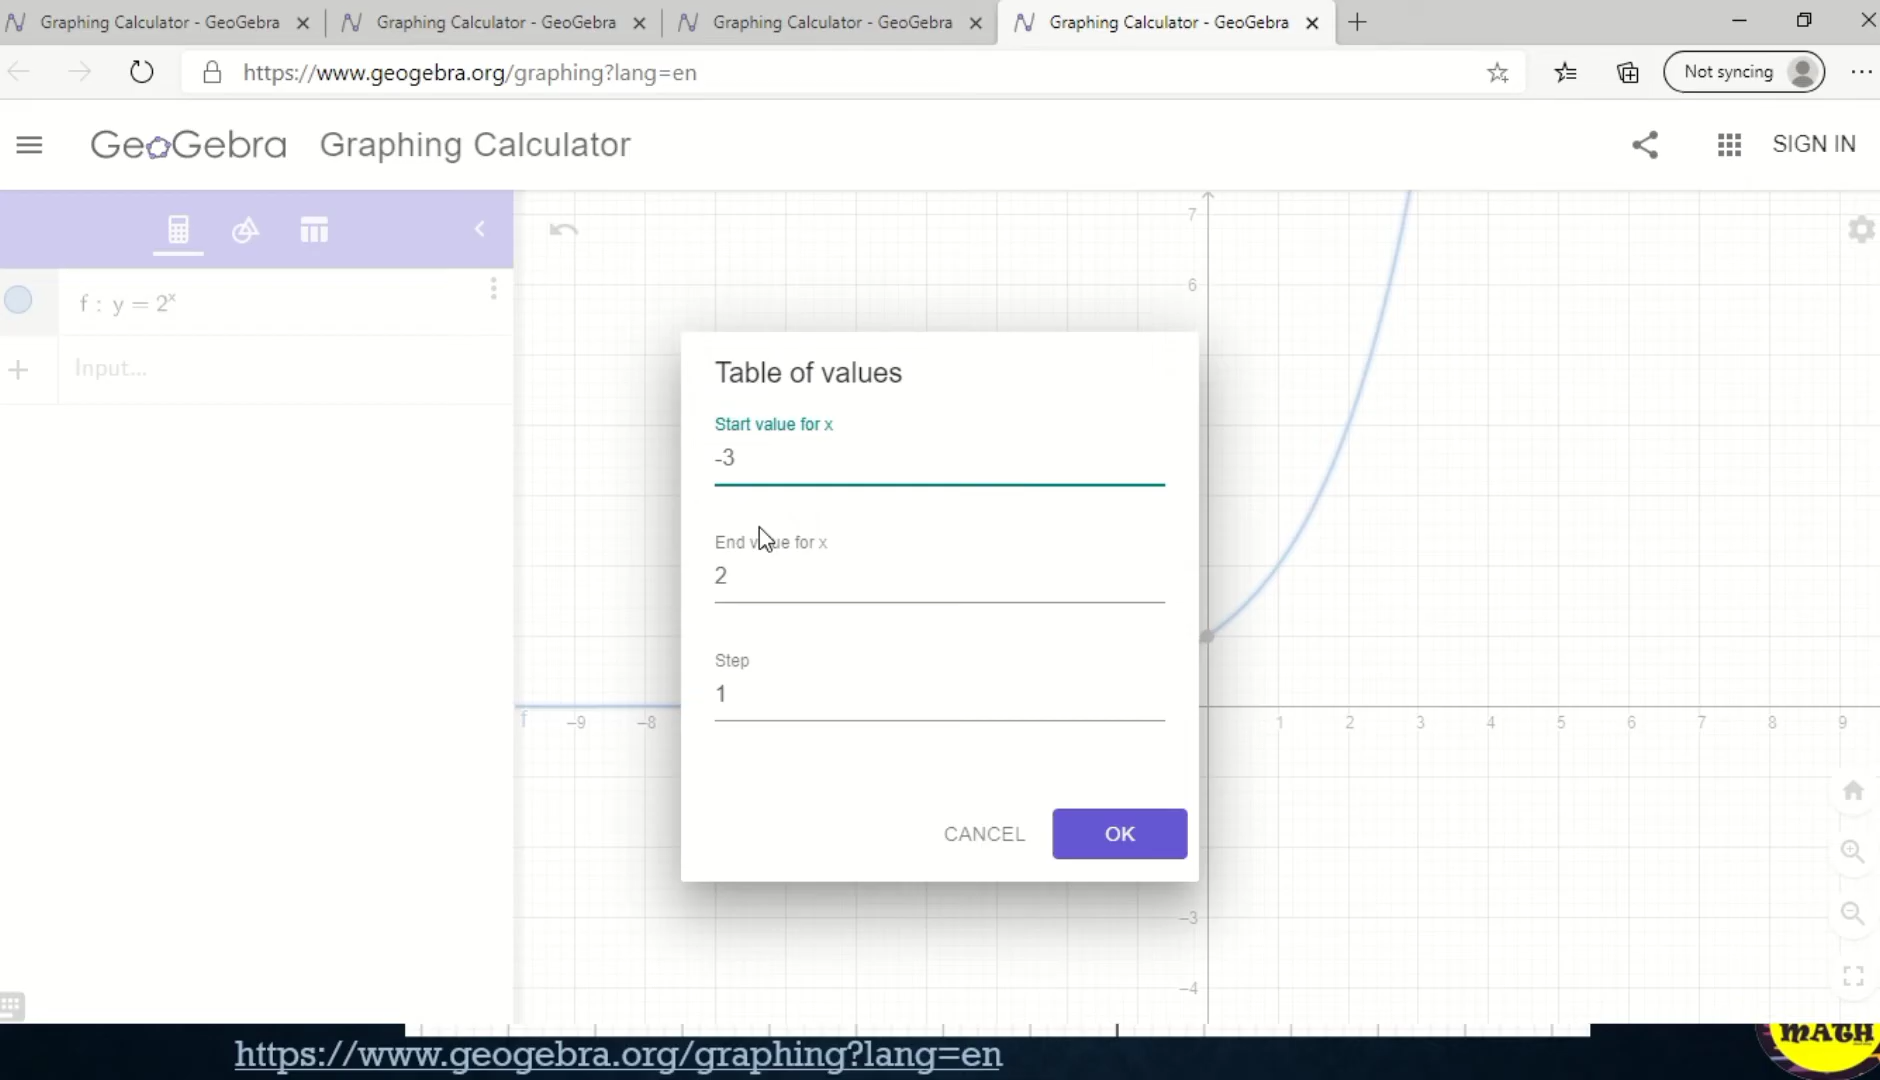 Graphing Calculator - GeoGebra
Graphing Calculator - GeoGebra
Graphing Calculator - GeoGebra
Graphing Calculator - GeoGebra
https://www.geogebra.org/graphing?lang=en
Not syncing
GeoGebra
Graphing Calculator
SIGN IN
f : y = 2ˣ
Input...
7
6
Table of values
Start value for x
-3
End value for x
2
Step
1
CANCEL
OK
f
−9
−8
1
2
3
4
5
6
7
8
9
−3
−4
https://www.geogebra.org/graphing?lang=en
MATH